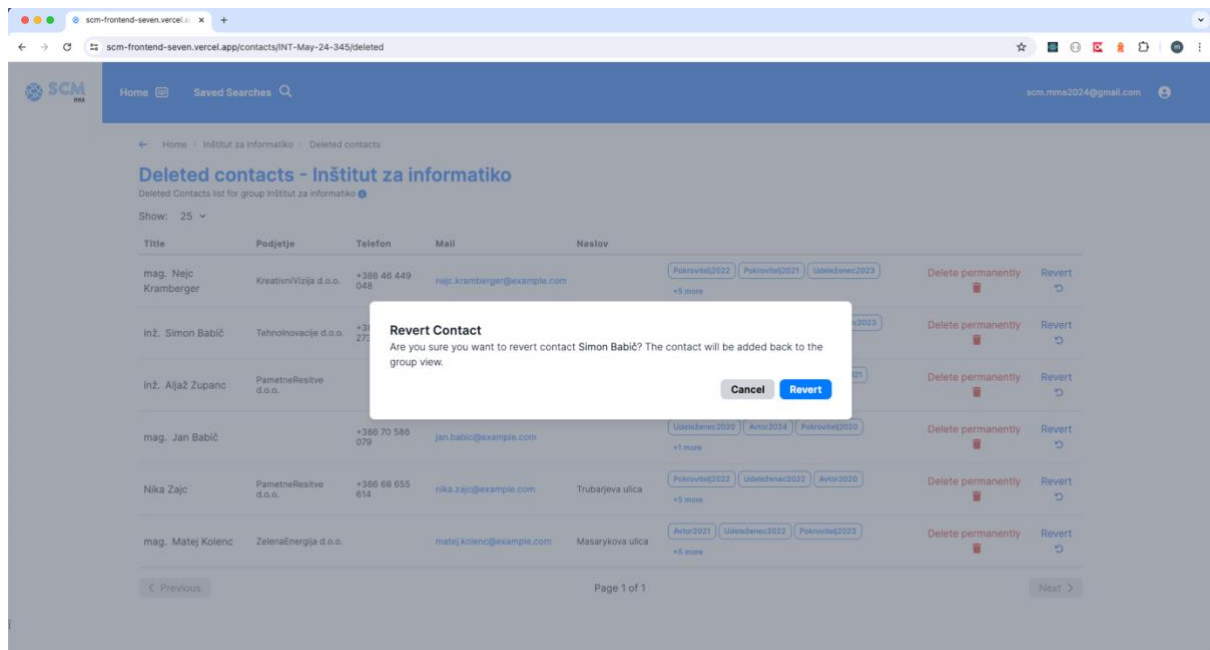 scm-frontend-seven.vercel.a
scm-frontend-seven.vercel.app/contacts/INT-May-24-345/deleted
SCM
MMA
Home
Saved Searches
scm.mma2024@gmail.com
Home
Inštitut za informatiko
Deleted contacts
Deleted contacts - Inštitut za informatiko
Deleted Contacts list for group Inštitut za informatiko
Show: 25
Title Podjetje Telefon Mail Naslov
mag. Nejc Kramberger KreativniVizija d.o.o. +386 46 449 048 nejc.kramberger@example.com Pokrovitelj2022 Pokrovitelj2021 Udeleženec2023 +5 more Delete permanently Revert
inž. Simon Babič TehnoInovacije d.o.o. Delete permanently Revert
Revert Contact
Are you sure you want to revert contact Simon Babič? The contact will be added back to the
group view.
Cancel Revert
inž. Aljaž Zupanc PametneResitve d.o.o. Delete permanently Revert
mag. Jan Babič +386 70 586 079 jan.babic@example.com Udeleženec2020 Avtor2024 Pokrovitelj2020 +1 more Delete permanently Revert
Nika Zajc PametneResitve d.o.o. +386 68 655 614 nika.zajc@example.com Trubarjeva ulica Pokrovitelj2022 Udeleženec2022 Avtor2020 +5 more Delete permanently Revert
mag. Matej Kolenc ZelenaEnergija d.o.o. matej.kolenc@example.com Masarykova ulica Avtor2021 Udeleženec2022 Pokrovitelj2023 Delete permanently Revert
Previous Page 1 of 1 Next